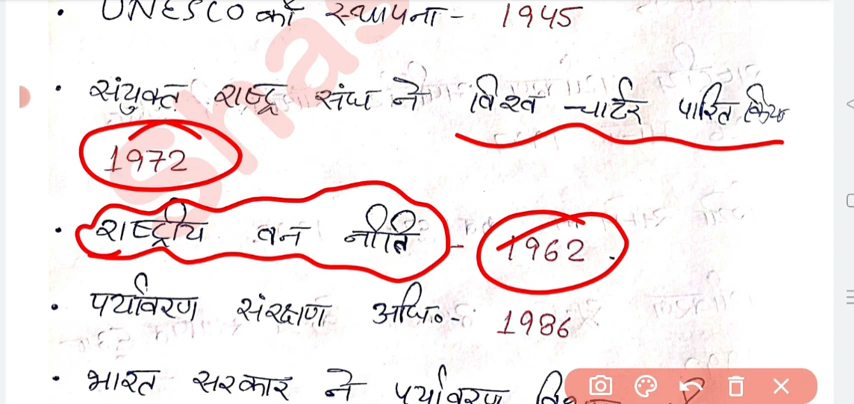 • UNESCO की स्थापना - 1945
• संयुक्त राष्ट्र संघ ने विश्व चार्टर पारित किया
1972
• राष्ट्रीय वन नीति - 1962.
• पर्यावरण संरक्षण अधि०- 1986
• भारत सरकार ने पर्यावरण